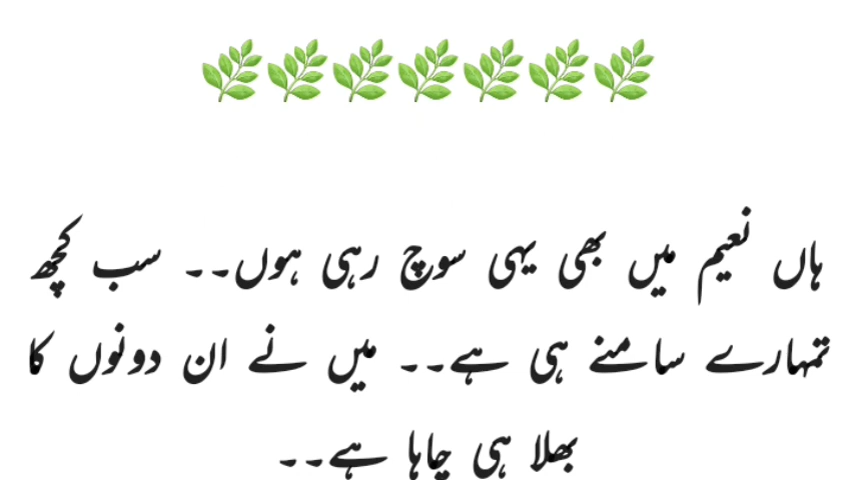 🌿🌿🌿🌿🌿🌿🌿
ہاں نعیم میں بھی یہی سوچ رہی ہوں۔۔ سب کچھ
تمہارے سامنے ہی ہے۔۔ میں نے ان دونوں کا
بھلا ہی چاہا ہے۔۔